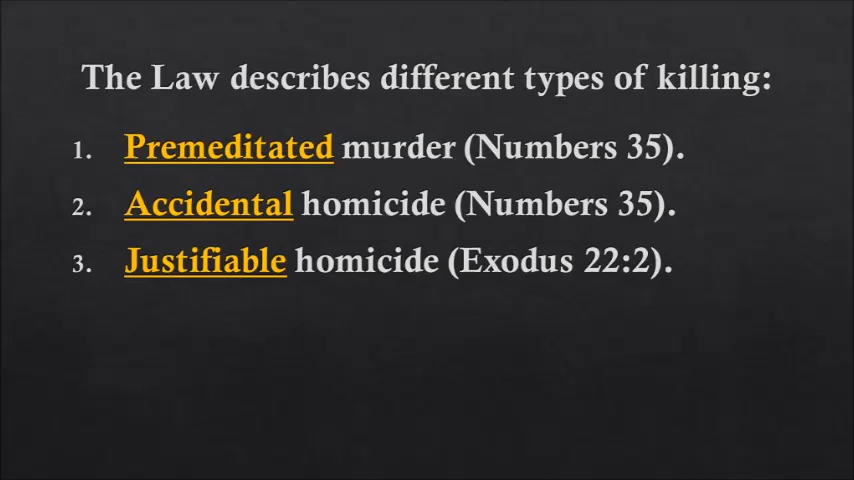 The Law describes different types of killing:
1. Premeditated murder (Numbers 35).
2. Accidental homicide (Numbers 35).
3. Justifiable homicide (Exodus 22:2).